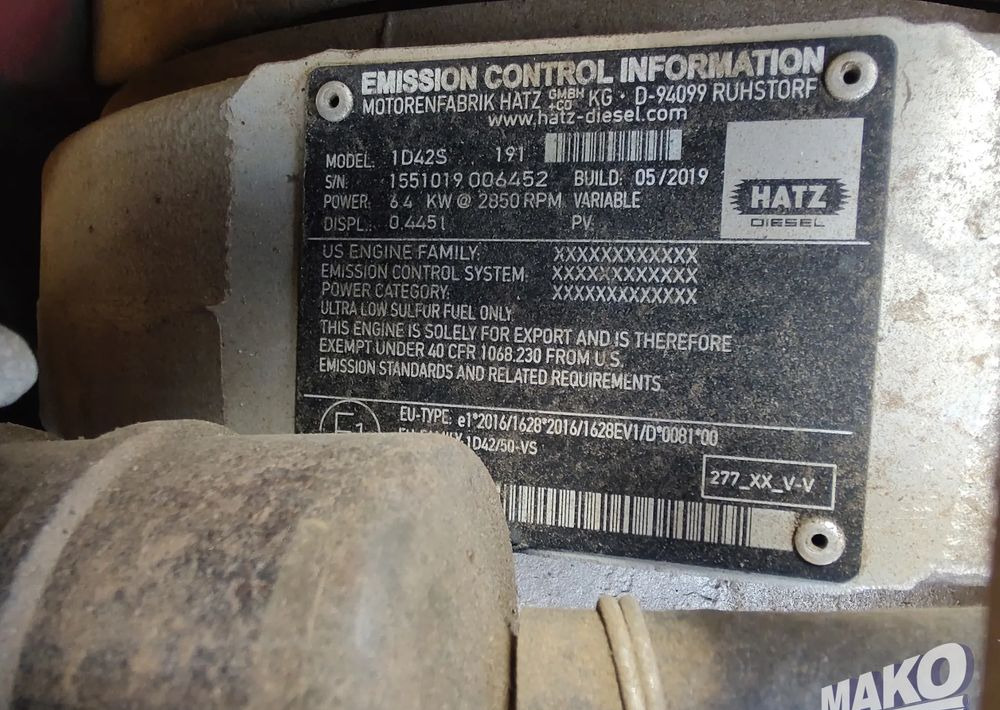 EMISSION CONTROL INFORMATION
MOTORENFABRIK HATZ GMBH +CO KG · D-94099 RUHSTORF
www.hatz-diesel.com
MODEL: 1D42S 191
S/N: 1551019 006452 BUILD: 05/2019
POWER: 6.4 KW @ 2850 RPM VARIABLE
DISPL.: 0.445 l PV
HATZ
DIESEL
US ENGINE FAMILY: XXXXXXXXXXXX
EMISSION CONTROL SYSTEM: XXXXXXXXXXXX
POWER CATEGORY: XXXXXXXXXXXX
ULTRA LOW SULFUR FUEL ONLY
THIS ENGINE IS SOLELY FOR EXPORT AND IS THEREFORE
EXEMPT UNDER 40 CFR 1068.230 FROM U.S.
EMISSION STANDARDS AND RELATED REQUIREMENTS
E1
EU-TYPE: e1*2016/1628*2016/1628EV1/D*0081*00
1D42/50-VS
277_XX_V-V
MAKO